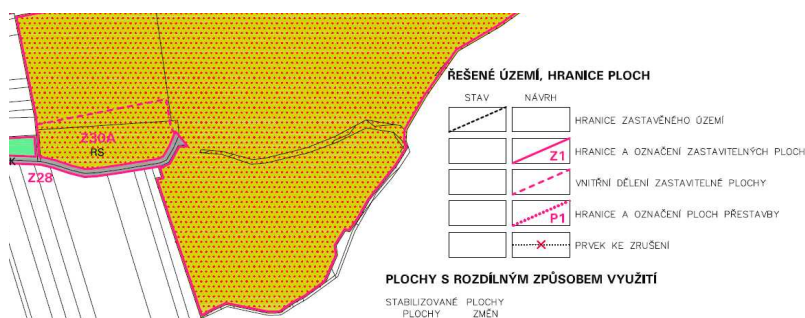 Z30A
RS
K
Z28
ŘEŠENÉ ÚZEMÍ, HRANICE PLOCH
STAV NÁVRH
HRANICE ZASTAVĚNÉHO ÚZEMÍ
Z1 HRANICE A OZNAČENÍ ZASTAVITELNÝCH PLOCH
VNITŘNÍ DĚLENÍ ZASTAVITELNÉ PLOCHY
P1 HRANICE A OZNAČENÍ PLOCH PŘESTAVBY
PRVEK KE ZRUŠENÍ
PLOCHY S ROZDÍLNÝM ZPŮSOBEM VYUŽITÍ
STABILIZOVANÉ PLOCHY
PLOCHY ZMĚN